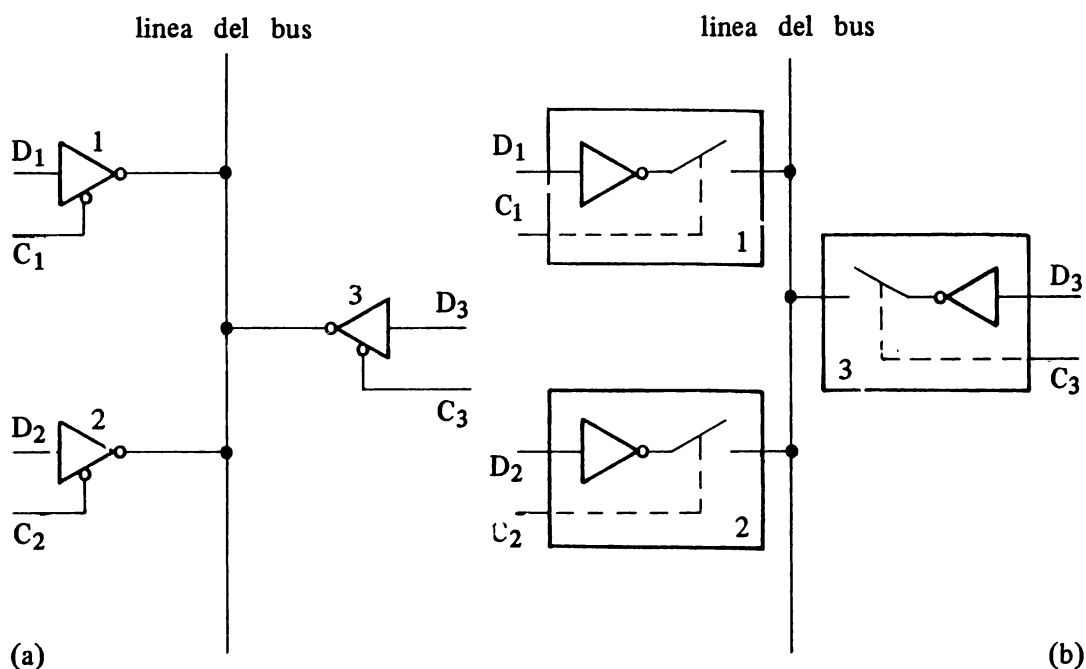 linea del bus
linea del bus
D1
1
C1
3
D3
C3
D2
2
C2
D1
C1
1
D3
3
C3
D2
C2
2
(a)
(b)